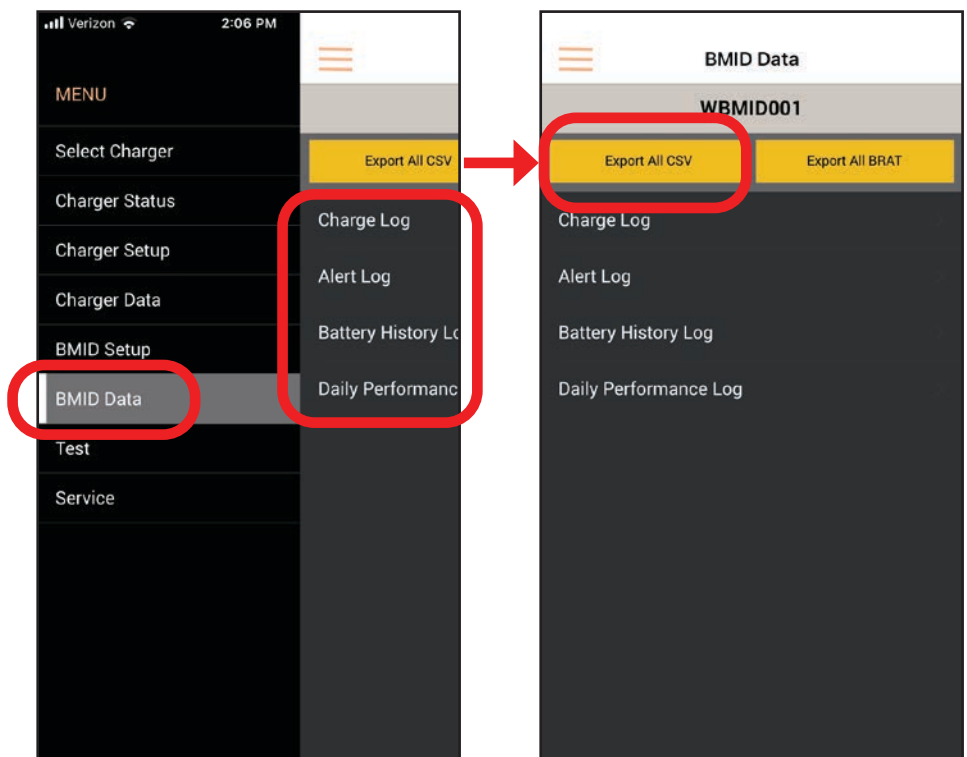 Verizon 2:06 PM
MENU
Select Charger
Charger Status
Charger Setup
Charger Data
BMID Setup
BMID Data
Test
Service
Export All CSV
Charge Log
Alert Log
Battery History Lo
Daily Performanc
BMID Data
WBMID001
Export All CSV Export All BRAT
Charge Log
Alert Log
Battery History Log
Daily Performance Log